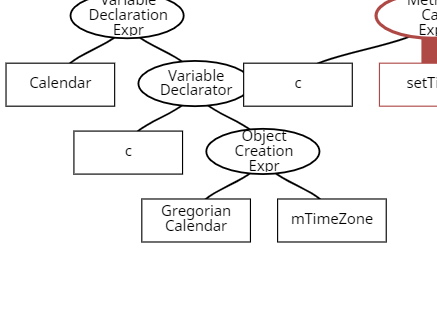 Variable
Declaration
Expr
Calendar
Variable
Declarator
c
c
Object
Creation
Expr
Gregorian
Calendar
mTimeZone